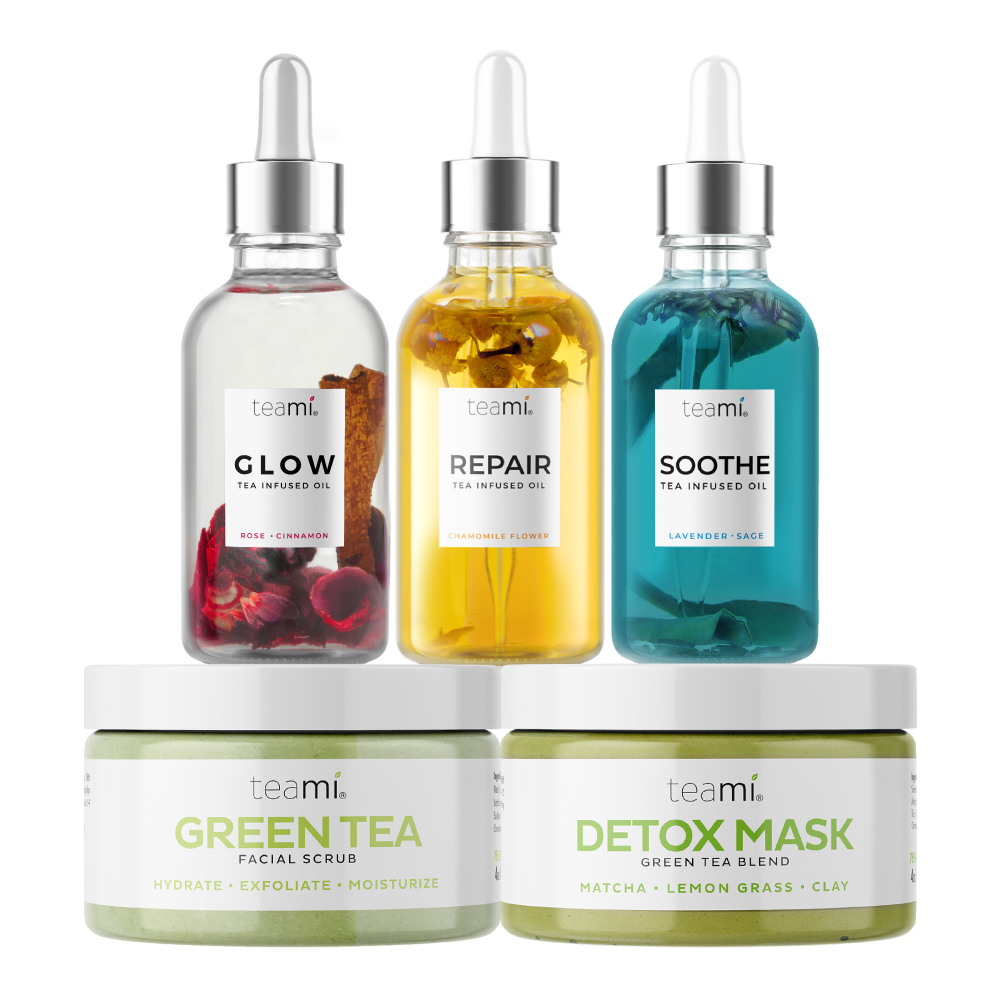 teami®
GLOW
TEA INFUSED OIL
ROSE • CINNAMON
teami®
REPAIR
TEA INFUSED OIL
CHAMOMILE FLOWER
teami®
SOOTHE
TEA INFUSED OIL
LAVENDER • SAGE
teami®
GREEN TEA
FACIAL SCRUB
HYDRATE • EXFOLIATE • MOISTURIZE
teami®
DETOX MASK
GREEN TEA BLEND
MATCHA • LEMON GRASS • CLAY